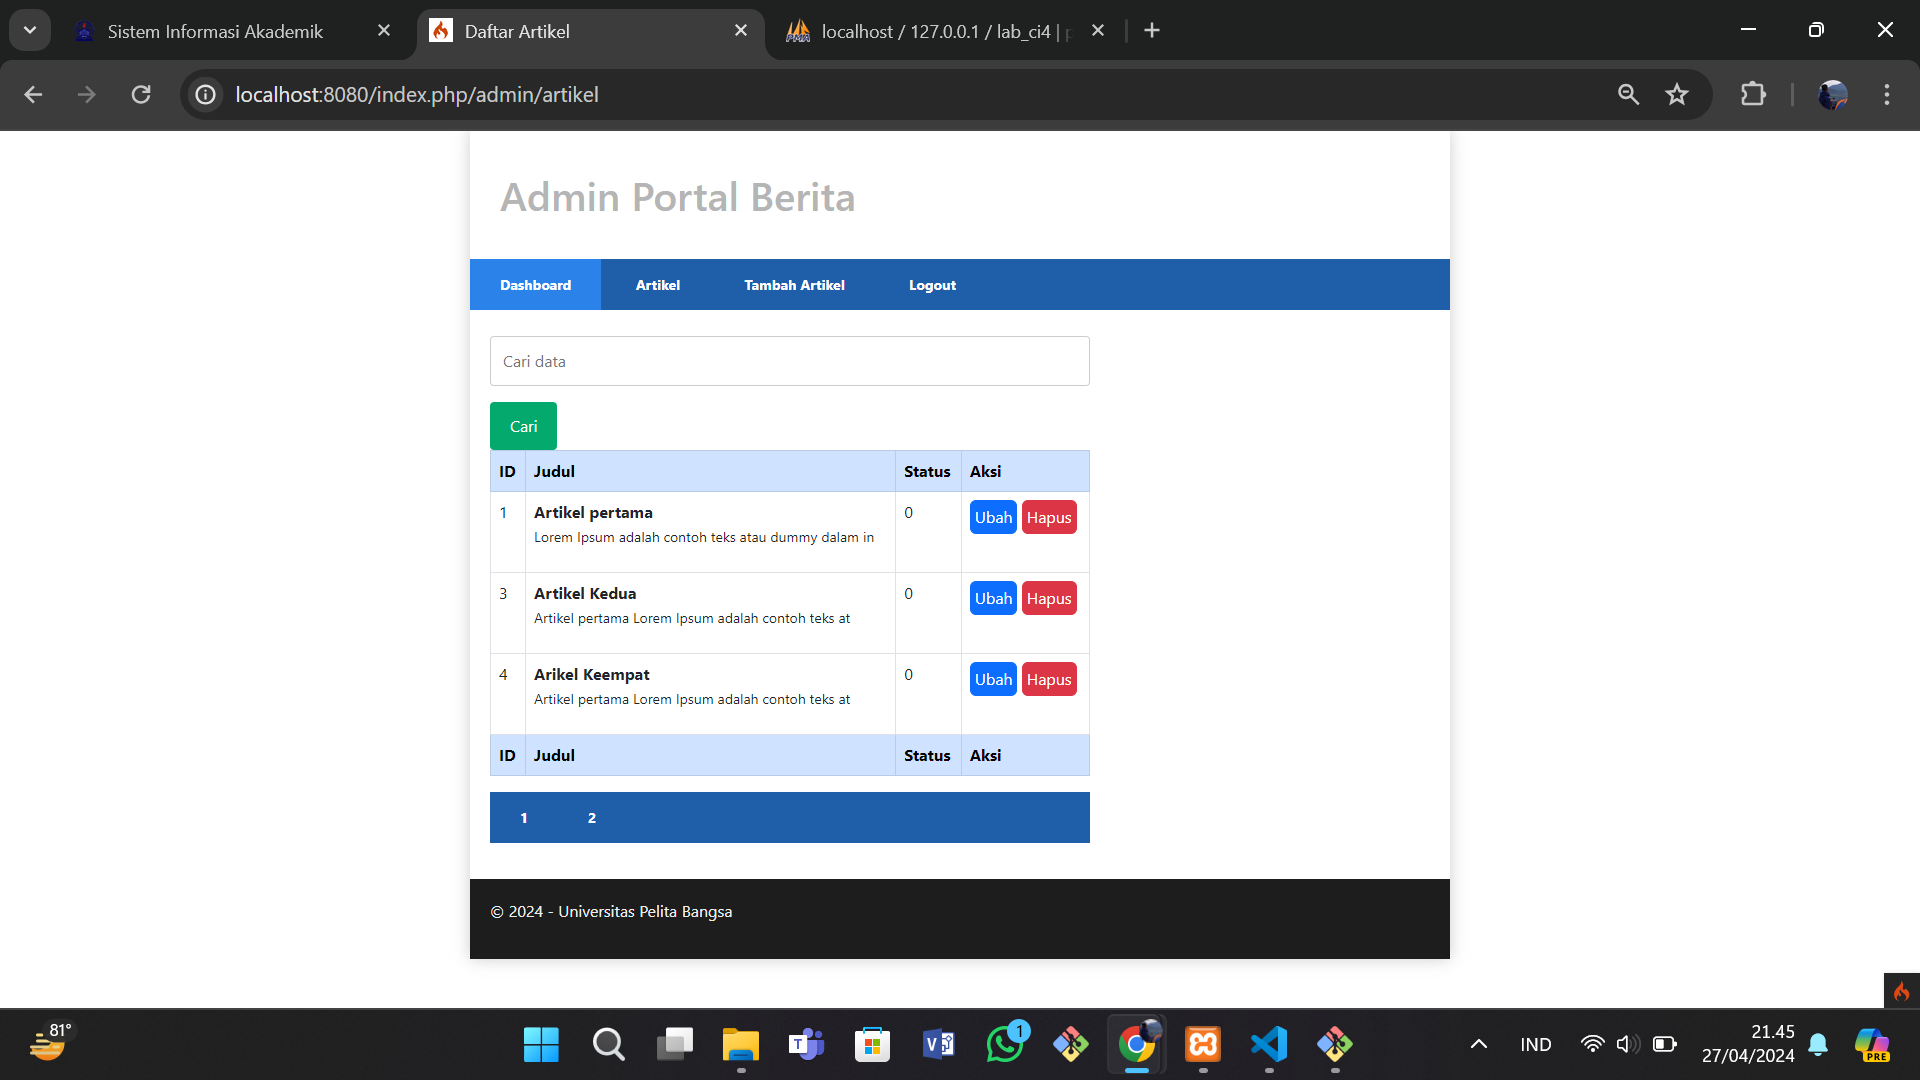 Sistem Informasi Akademik
Daftar Artikel
localhost / 127.0.0.1 / lab_ci4 | p
localhost:8080/index.php/admin/artikel
Admin Portal Berita
Dashboard Artikel Tambah Artikel Logout
Cari data
Cari
ID Judul Status Aksi
1 Artikel pertama 0 Ubah Hapus
Lorem Ipsum adalah contoh teks atau dummy dalam in
3 Artikel Kedua 0 Ubah Hapus
Artikel pertama Lorem Ipsum adalah contoh teks at
4 Arikel Keempat 0 Ubah Hapus
Artikel pertama Lorem Ipsum adalah contoh teks at
ID Judul Status Aksi
1 2
© 2024 - Universitas Pelita Bangsa
81°
1
IND
21.45
27/04/2024
PRE